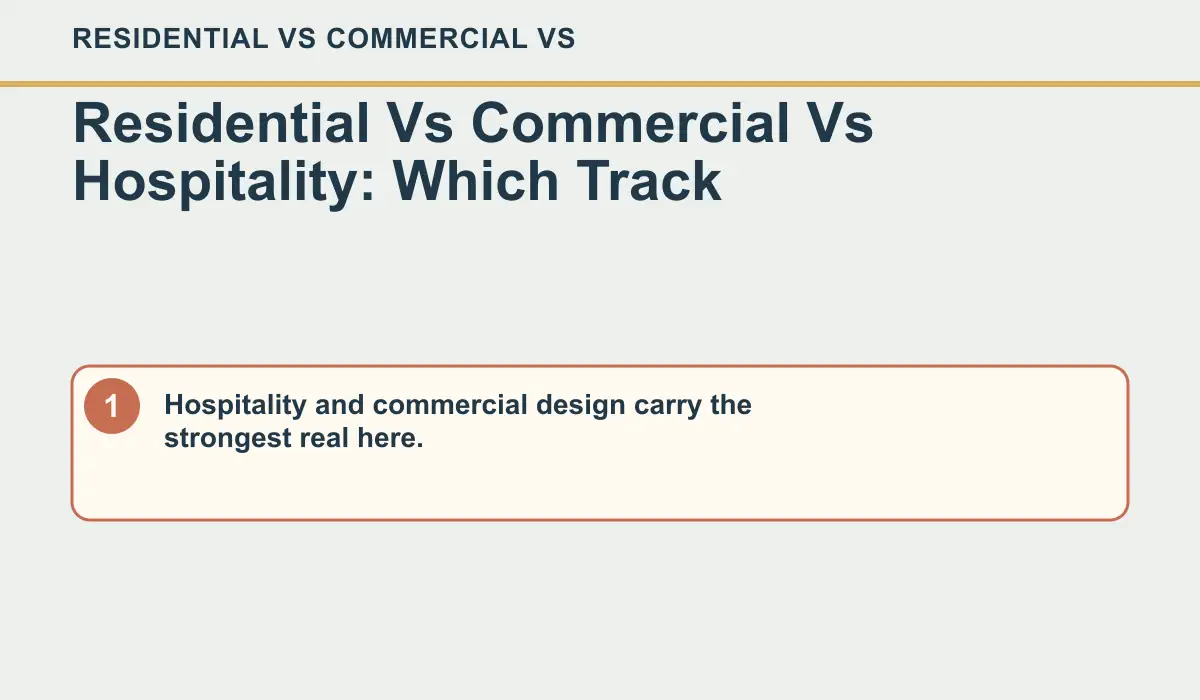 RESIDENTIAL VS COMMERCIAL VS
Residential Vs Commercial Vs
Hospitality: Which Track
1
Hospitality and commercial design carry the
strongest real here.